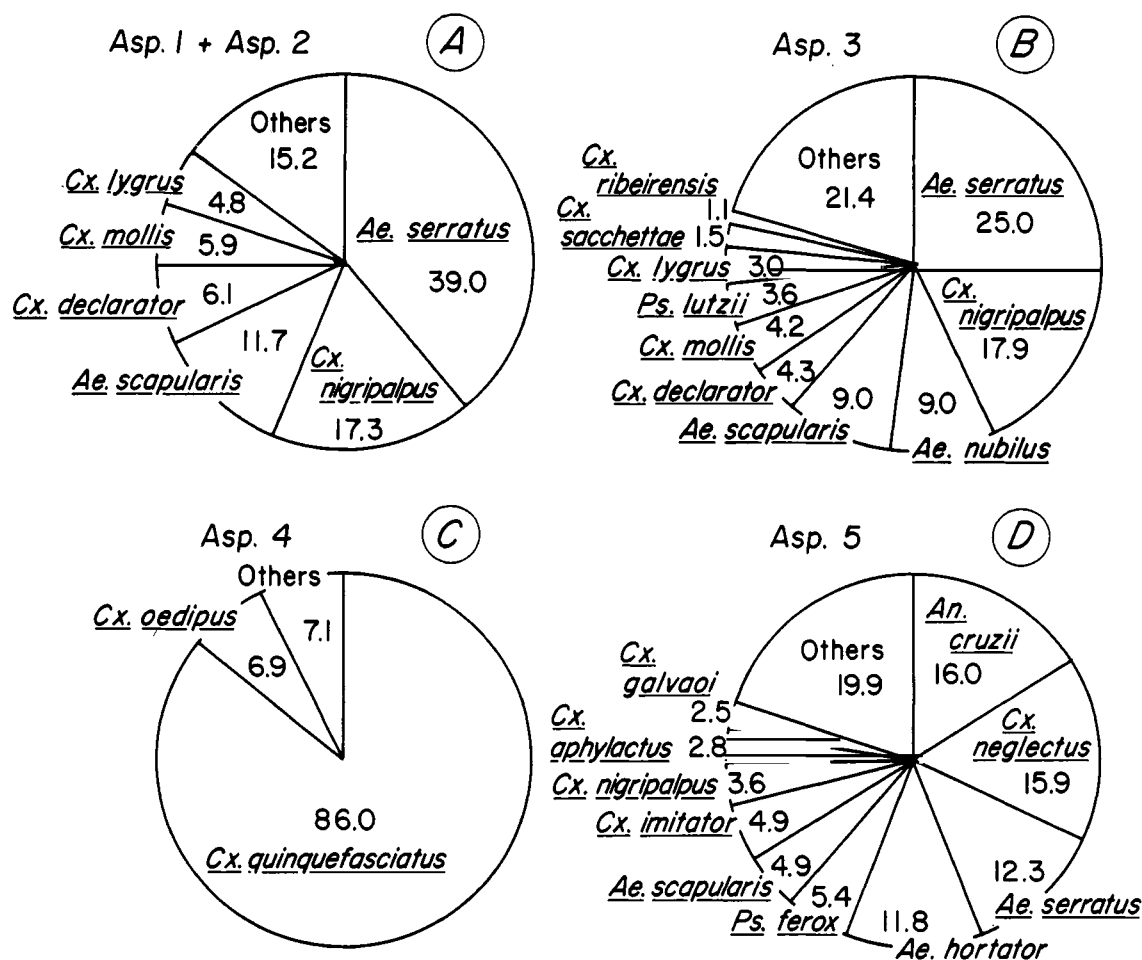 Asp. 1 + Asp. 2
A
Others
15.2
Cx. lygrus
4.8
Cx. mollis
5.9
Ae. serratus
39.0
Cx. declarator
6.1
11.7
Ae. scapularis
Cx.
nigripalpus
17.3
Asp. 3
B
Others
21.4
Cx.
ribeirensis
1.1
Cx.
sacchettae
1.5
Cx. lygrus
3.0
Ps. lutzii
3.6
Cx. mollis
4.2
Cx. declarator
4.3
Ae. scapularis
9.0
9.0
Ae. nubilus
Ae. serratus
25.0
Cx.
nigripalpus
17.9
Asp. 4
C
Others
7.1
Cx. oedipus
6.9
86.0
Cx. quinquefasciatus
Asp. 5
D
Others
19.9
An.
cruzii
16.0
Cx.
galvaoi
2.5
Cx.
aphylactus
2.8
Cx. nigripalpus
3.6
Cx. imitator
4.9
4.9
Ae. scapularis
5.4
Ps. ferox
11.8
Ae. hortator
Cx.
neglectus
15.9
12.3
Ae. serratus